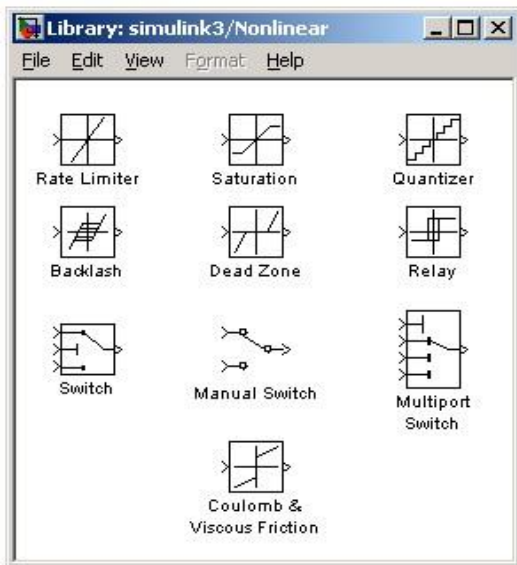 Library: simulink3/Nonlinear
File Edit View Format Help
Rate Limiter
Saturation
Quantizer
Backlash
Dead Zone
Relay
Switch
Manual Switch
Multiport
Switch
Coulomb &
Viscous Friction